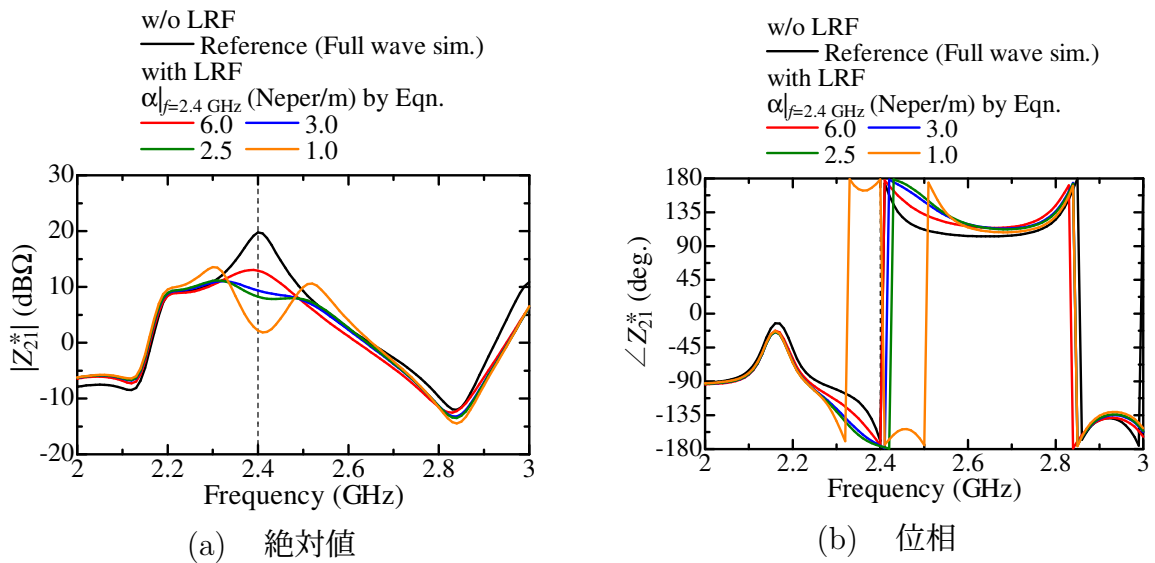 w/o LRF
Reference (Full wave sim.)
with LRF
α|f=2.4 GHz (Neper/m) by Eqn.
6.0 3.0
2.5 1.0
30
20
10
0
-10
-20
|Z*21| (dBΩ)
2 2.2 2.4 2.6 2.8 3
Frequency (GHz)
(a) 絶対値
w/o LRF
Reference (Full wave sim.)
with LRF
α|f=2.4 GHz (Neper/m) by Eqn.
6.0 3.0
2.5 1.0
180
135
90
45
0
-45
-90
-135
-180
∠Z*21 (deg.)
2 2.2 2.4 2.6 2.8 3
Frequency (GHz)
(b) 位相